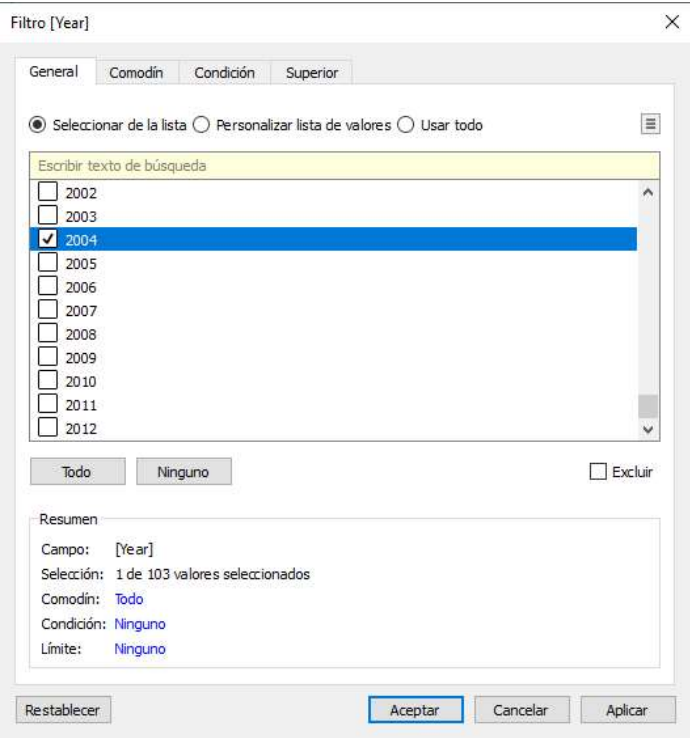 Filtro [Year]
General Comodín Condición Superior
Seleccionar de la lista Personalizar lista de valores Usar todo
Escribir texto de búsqueda
2002
2003
2004
2005
2006
2007
2008
2009
2010
2011
2012
Todo Ninguno Excluir
Resumen
Campo: [Year]
Selección: 1 de 103 valores seleccionados
Comodín: Todo
Condición: Ninguno
Límite: Ninguno
Restablecer Aceptar Cancelar Aplicar